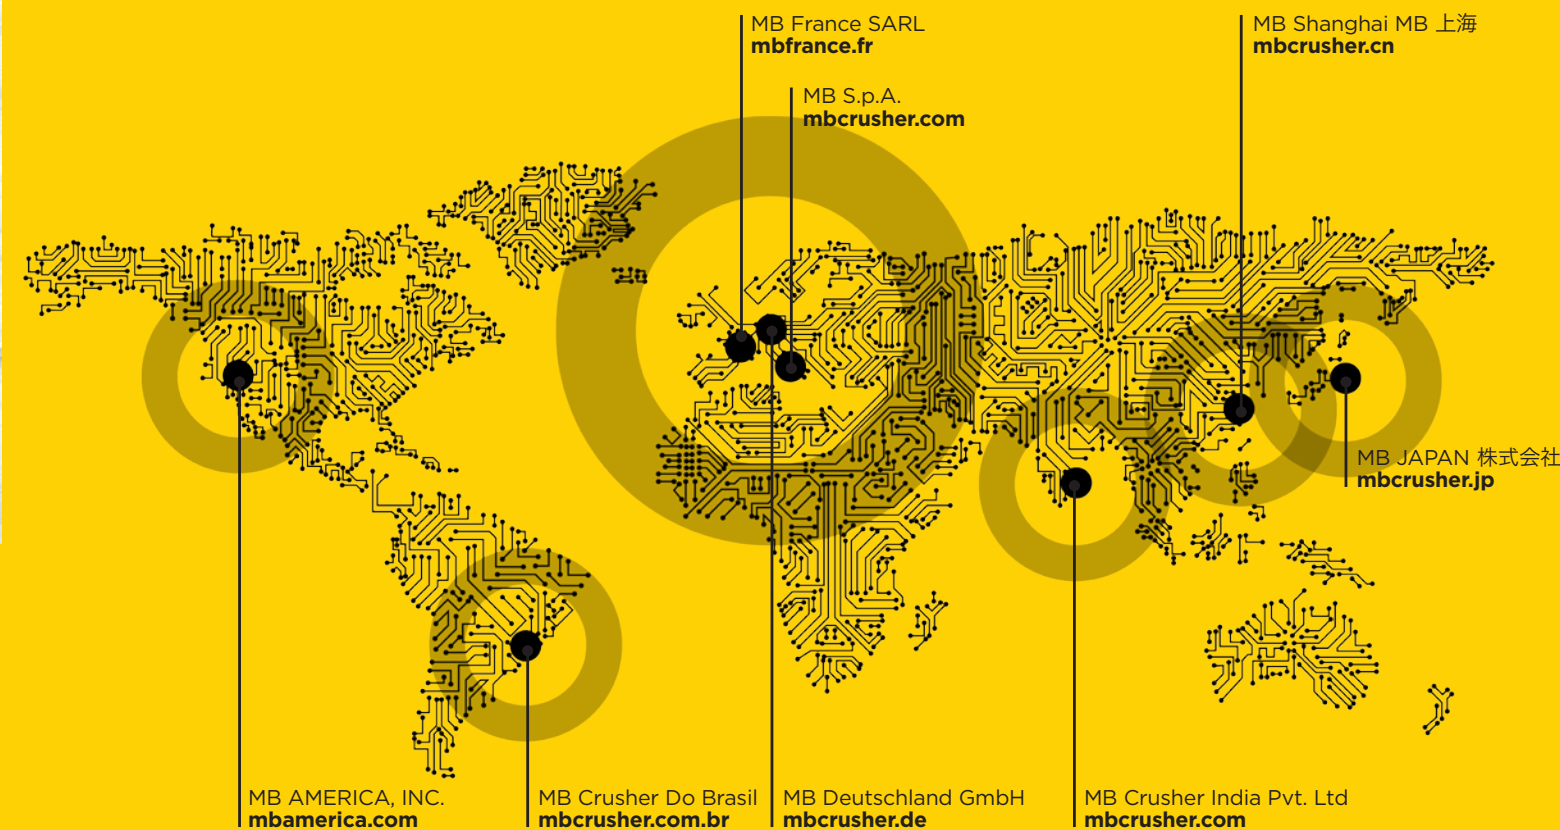 MB France SARL
mbfrance.fr
MB Shanghai MB 上海
mbcrusher.cn
MB S.p.A.
mbcrusher.com
MB JAPAN 株式会社
mbcrusher.jp
MB AMERICA, INC.
mbamerica.com
MB Crusher Do Brasil
mbcrusher.com.br
MB Deutschland GmbH
mbcrusher.de
MB Crusher India Pvt. Ltd
mbcrusher.com